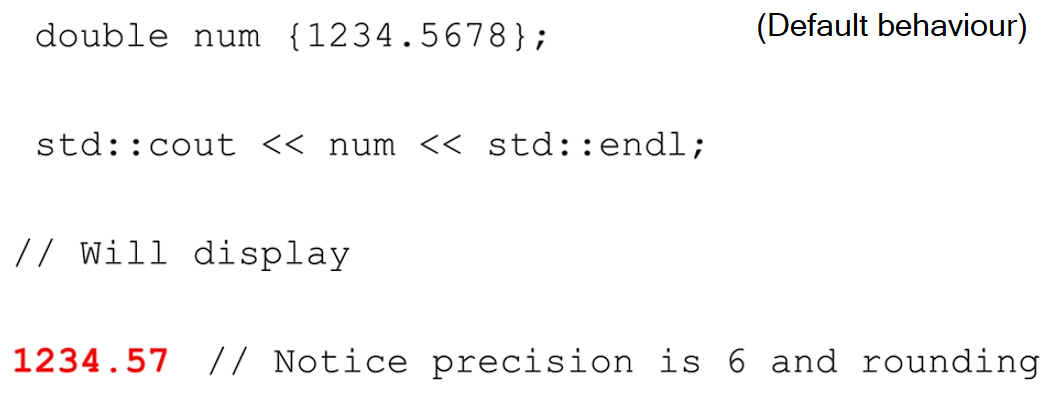 double num {1234.5678}; (Default behaviour)
std::cout << num << std::endl;
// Will display
1234.57 // Notice precision is 6 and rounding